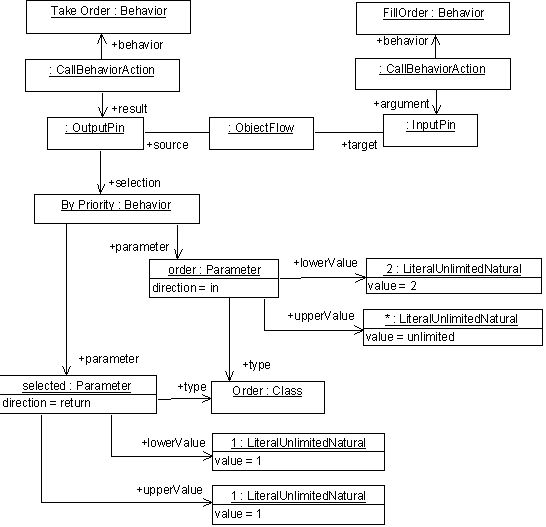 Take Order : Behavior
FillOrder : Behavior
+behavior
+behavior
: CallBehaviorAction
: CallBehaviorAction
+result
+argument
: OutputPin
: ObjectFlow
: InputPin
+source
+target
+selection
By Priority : Behavior
+parameter
order : Parameter
direction = in
+lowerValue
2 : LiteralUnlimitedNatural
value = 2
+upperValue
* : LiteralUnlimitedNatural
value = unlimited
+parameter
+type
selected : Parameter
direction = return
+type
Order : Class
+lowerValue
1 : LiteralUnlimitedNatural
value = 1
+upperValue
1 : LiteralUnlimitedNatural
value = 1